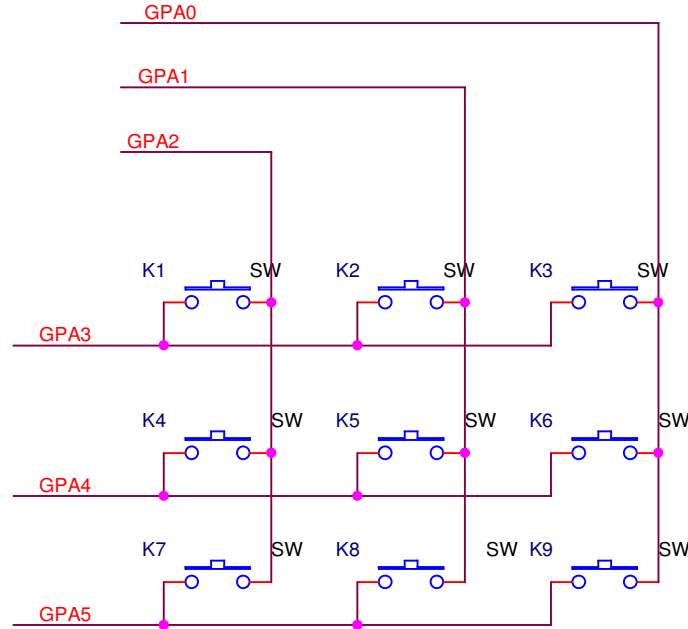 GPA0
GPA1
GPA2
K1 SW K2 SW K3 SW
GPA3
K4 SW K5 SW K6 SW
GPA4
K7 SW K8 SW K9 SW
GPA5